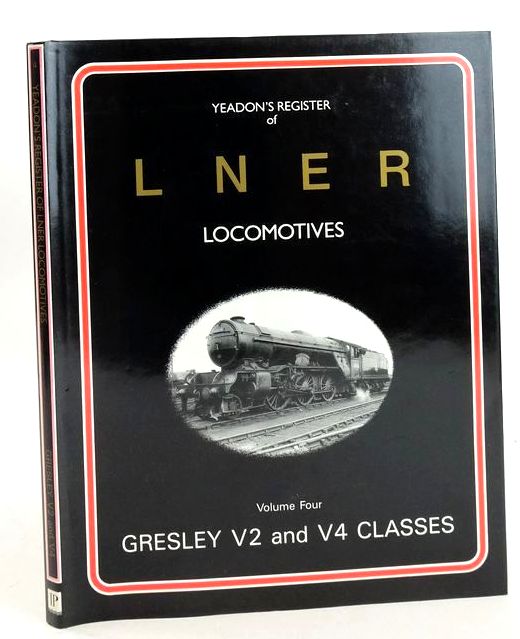 YEADON'S REGISTER
of
LNER
LOCOMOTIVES
Volume Four
GRESLEY V2 and V4 CLASSES
YEADON'S REGISTER OF LNER LOCOMOTIVES
GRESLEY V2 and V4